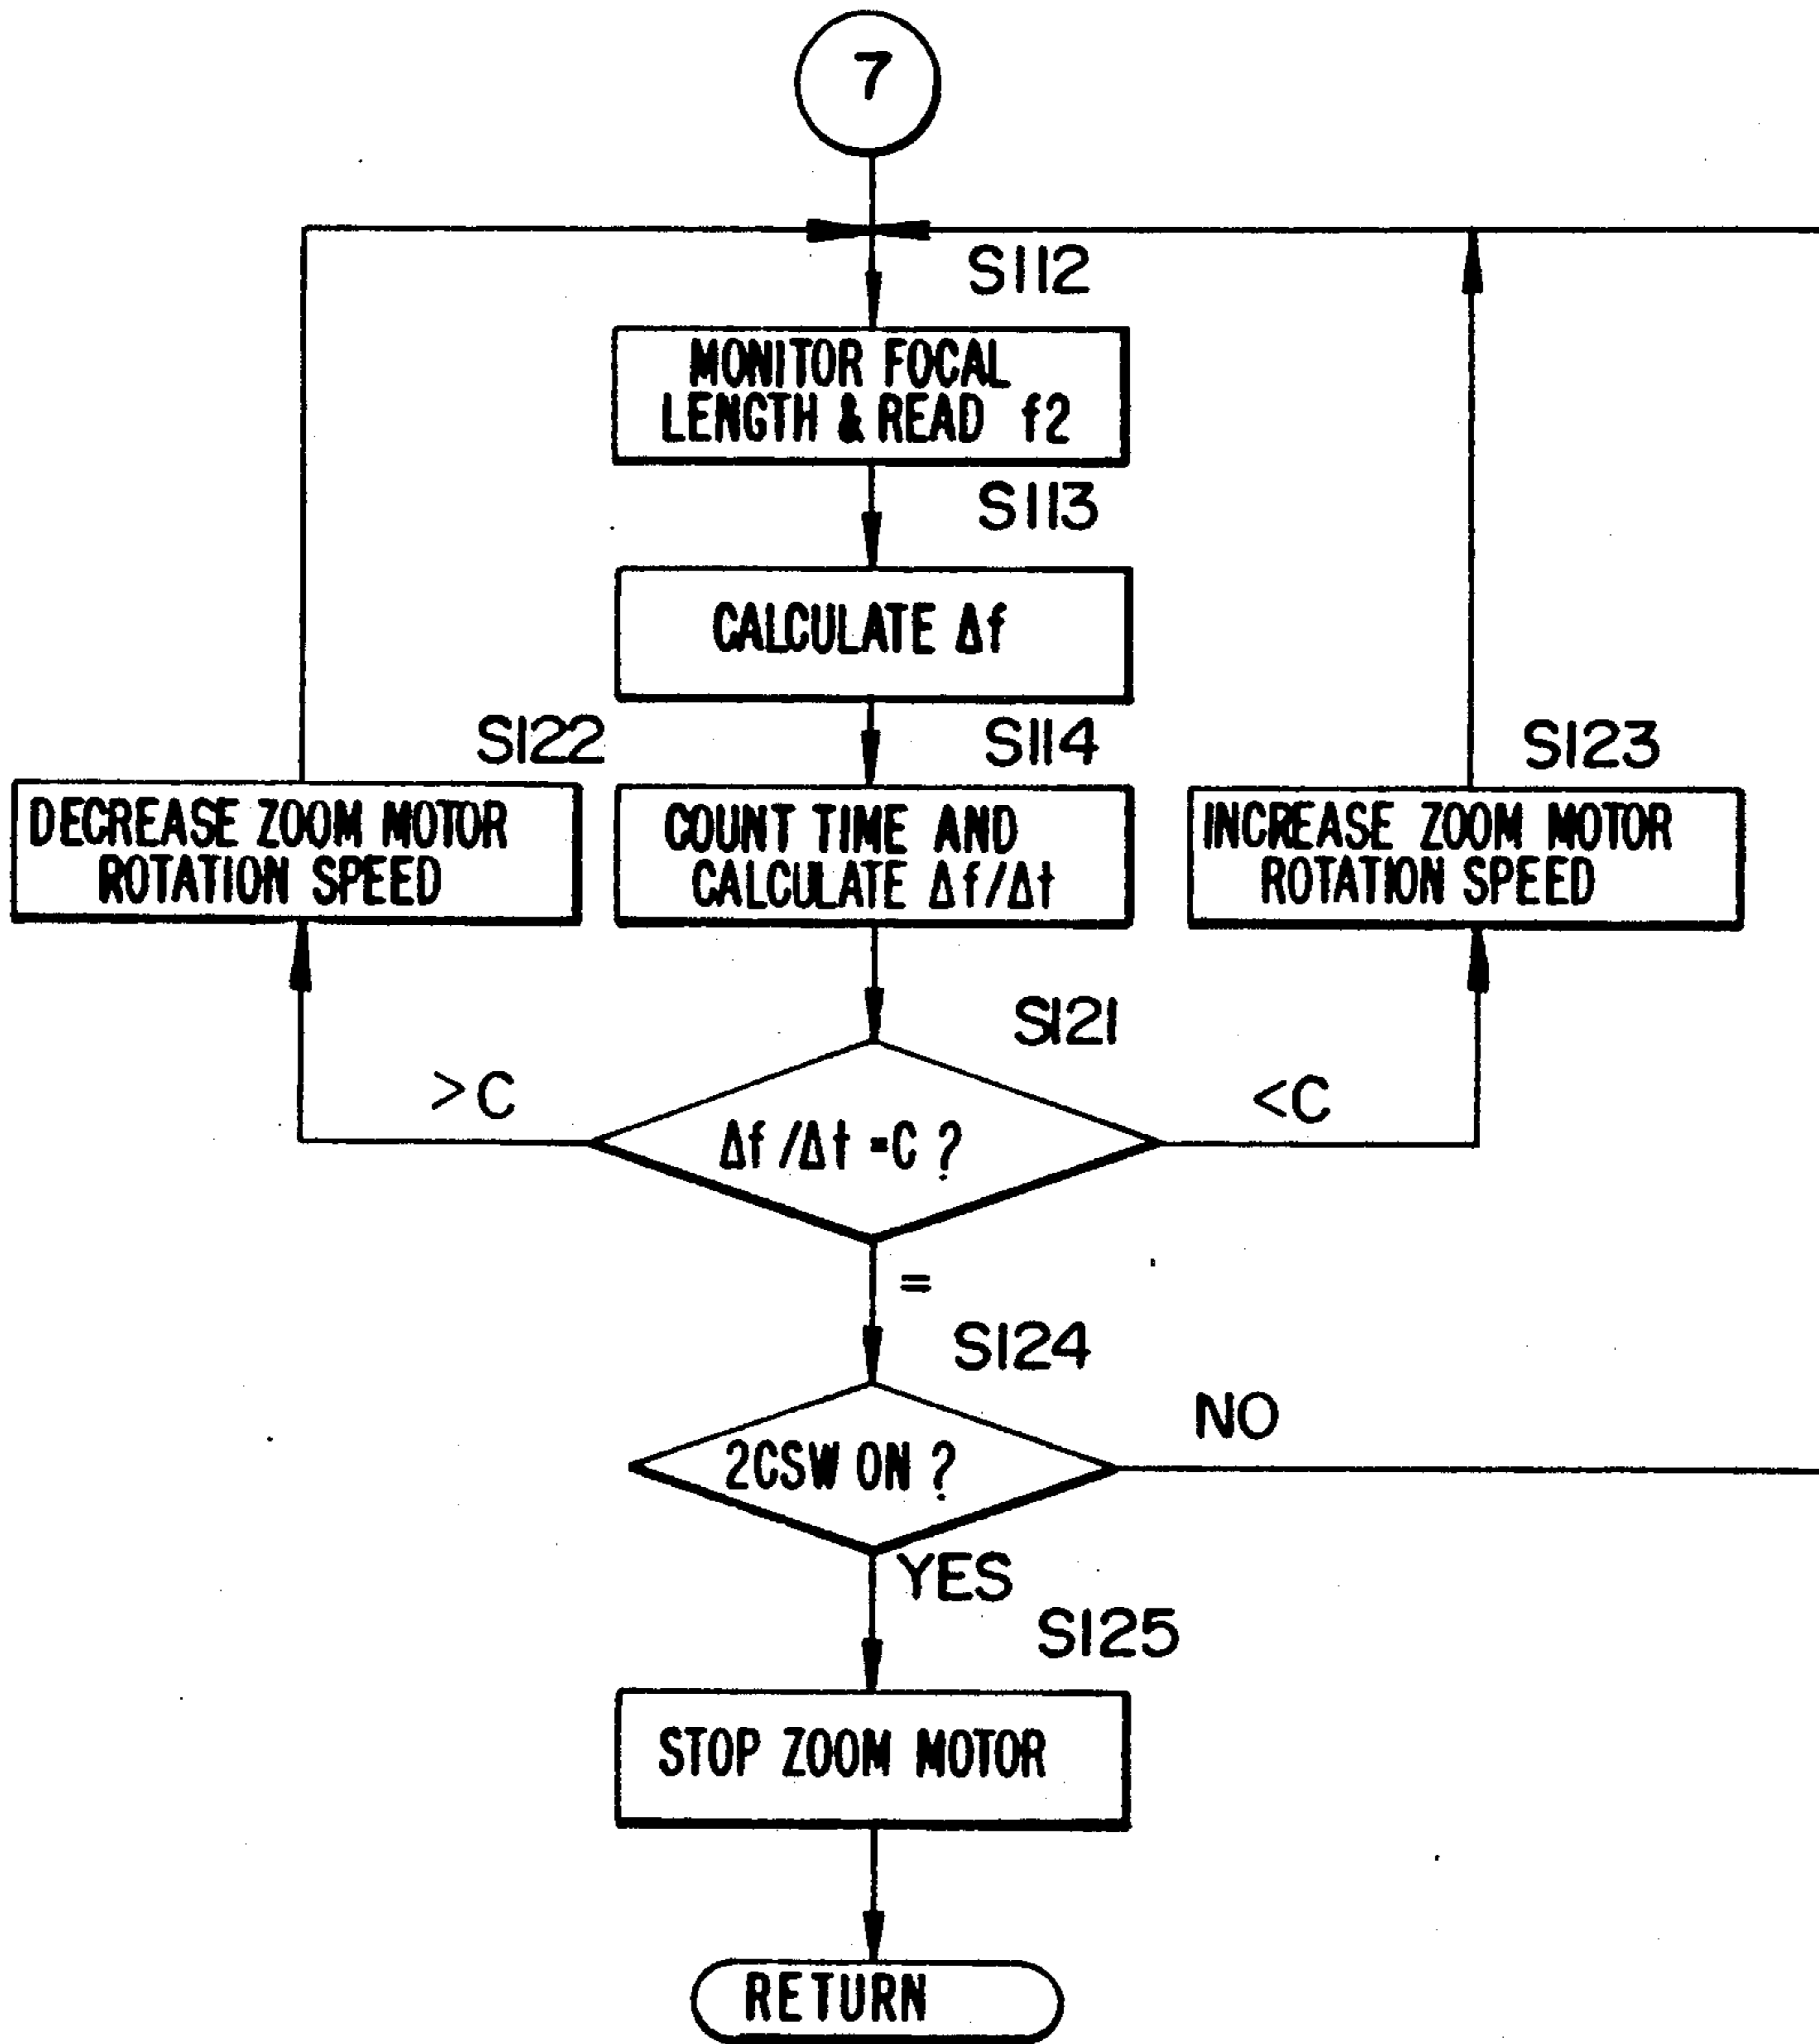 7
S112
MONITOR FOCAL
LENGTH & READ f2
S113
CALCULATE Δf
S122
S114
S123
DECREASE ZOOM MOTOR
ROTATION SPEED
COUNT TIME AND
CALCULATE Δf/Δt
INCREASE ZOOM MOTOR
ROTATION SPEED
S121
>C
Δf/Δt=C ?
<C
=
S124
2CSW ON ?
NO
YES
S125
STOP ZOOM MOTOR
RETURN